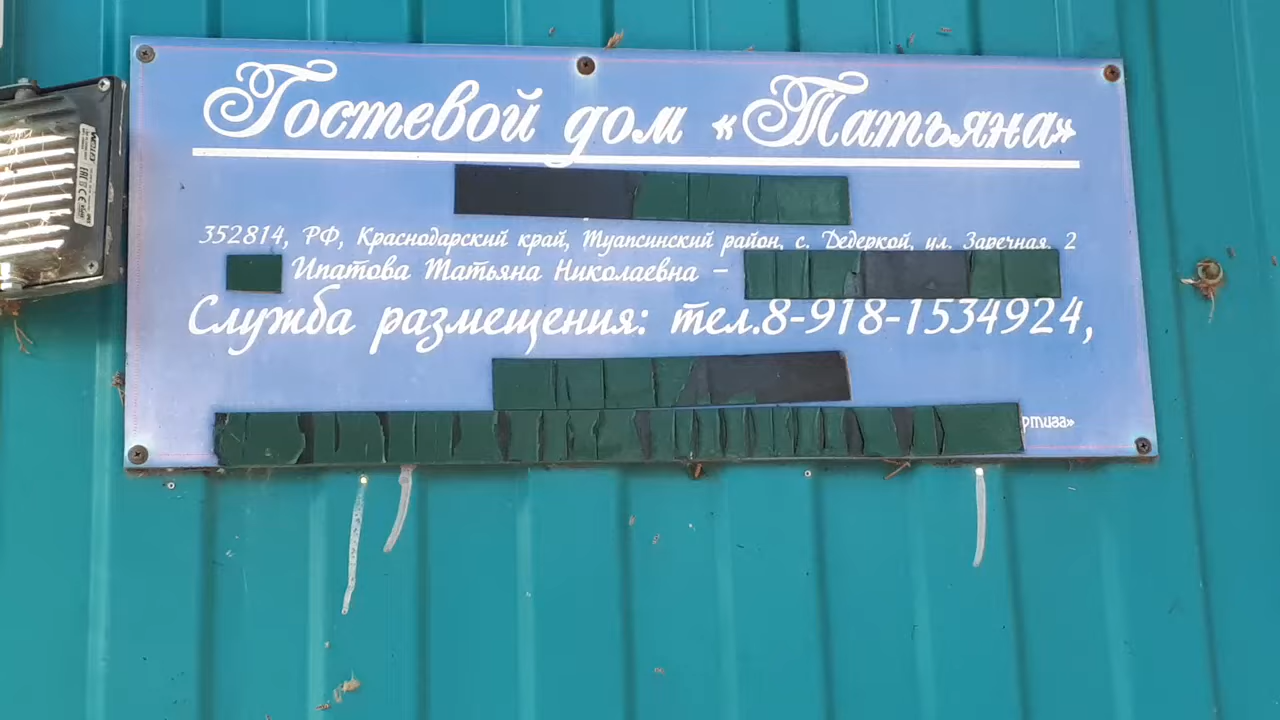 Гостевой дом «Татьяна»
352814, РФ, Краснодарский край, Туапсинский район, с. Дедеркой, ул. Заречная, 2
Ипатова Татьяна Николаевна –
Служба размещения: тел.8-918-1534924,